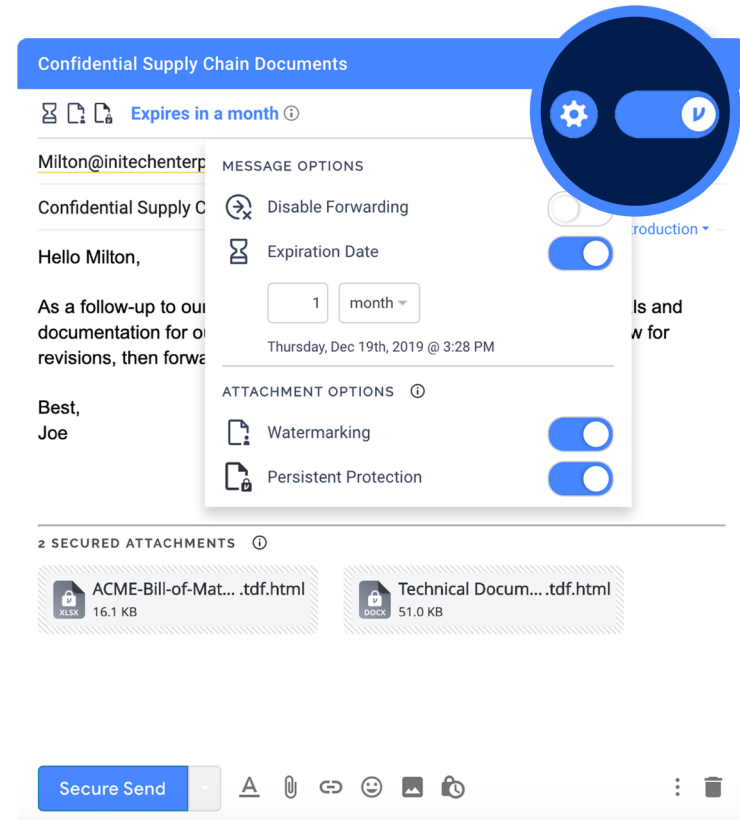 Confidential Supply Chain Documents
Expires in a month
Milton@initechenterp
MESSAGE OPTIONS
Confidential Supply C
Disable Forwarding
troduction
Hello Milton,
Expiration Date
1 month
As a follow-up to our ls and
documentation for w for
revisions, then forwa
Thursday, Dec 19th, 2019 @ 3:28 PM
ATTACHMENT OPTIONS
Best,
Joe
Watermarking
Persistent Protection
2 SECURED ATTACHMENTS
ACME-Bill-of-Mat... .tdf.html
XLSX
16.1 KB
Technical Docum... .tdf.html
DOCX
51.0 KB
Secure Send